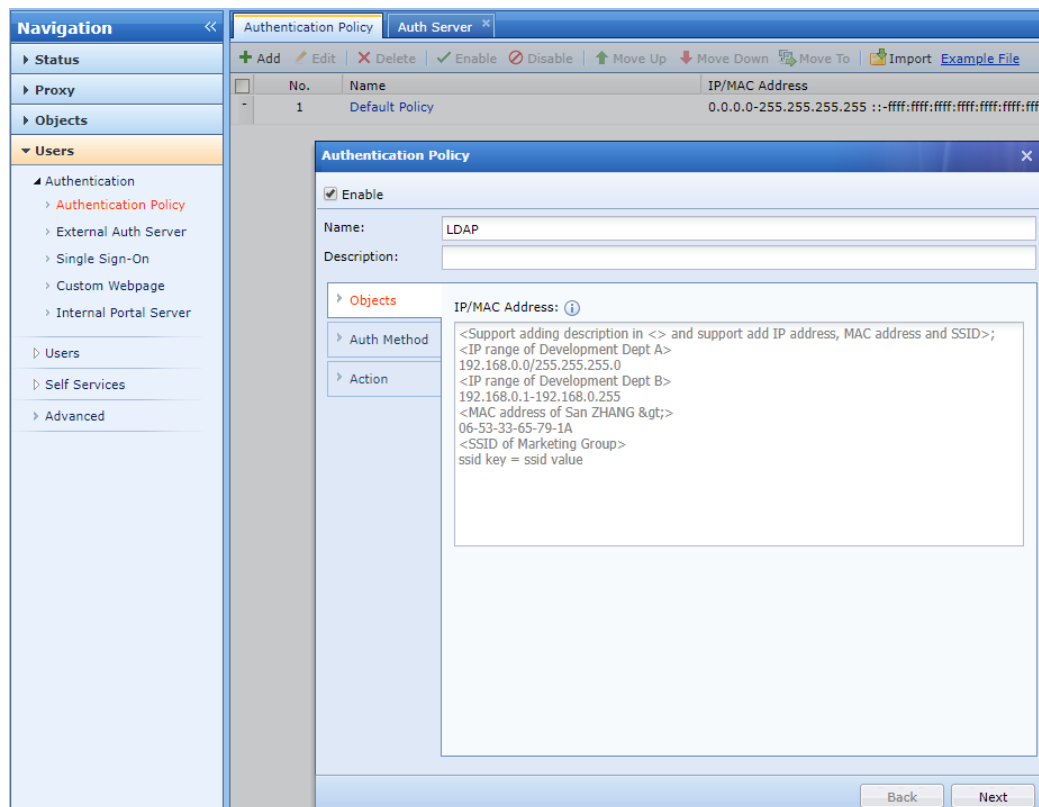 Navigation
Status
Proxy
Objects
Users
Authentication
Authentication Policy
External Auth Server
Single Sign-On
Custom Webpage
Internal Portal Server
Users
Self Services
Advanced
Authentication Policy Auth Server
Add Edit Delete Enable Disable Move Up Move Down Move To Import Example File
No. Name IP/MAC Address
1 Default Policy 0.0.0.0-255.255.255.255 ::-ffff:ffff:ffff:ffff:ffff:ffff:fff
Authentication Policy
Enable
Name: LDAP
Description:
Objects
Auth Method
Action
IP/MAC Address:
<Support adding description in <> and support add IP address, MAC address and SSID>;
<IP range of Development Dept A>
192.168.0.0/255.255.255.0
<IP range of Development Dept B>
192.168.0.1-192.168.0.255
<MAC address of San ZHANG &gt;>
06-53-33-65-79-1A
<SSID of Marketing Group>
ssid key = ssid value
Back Next